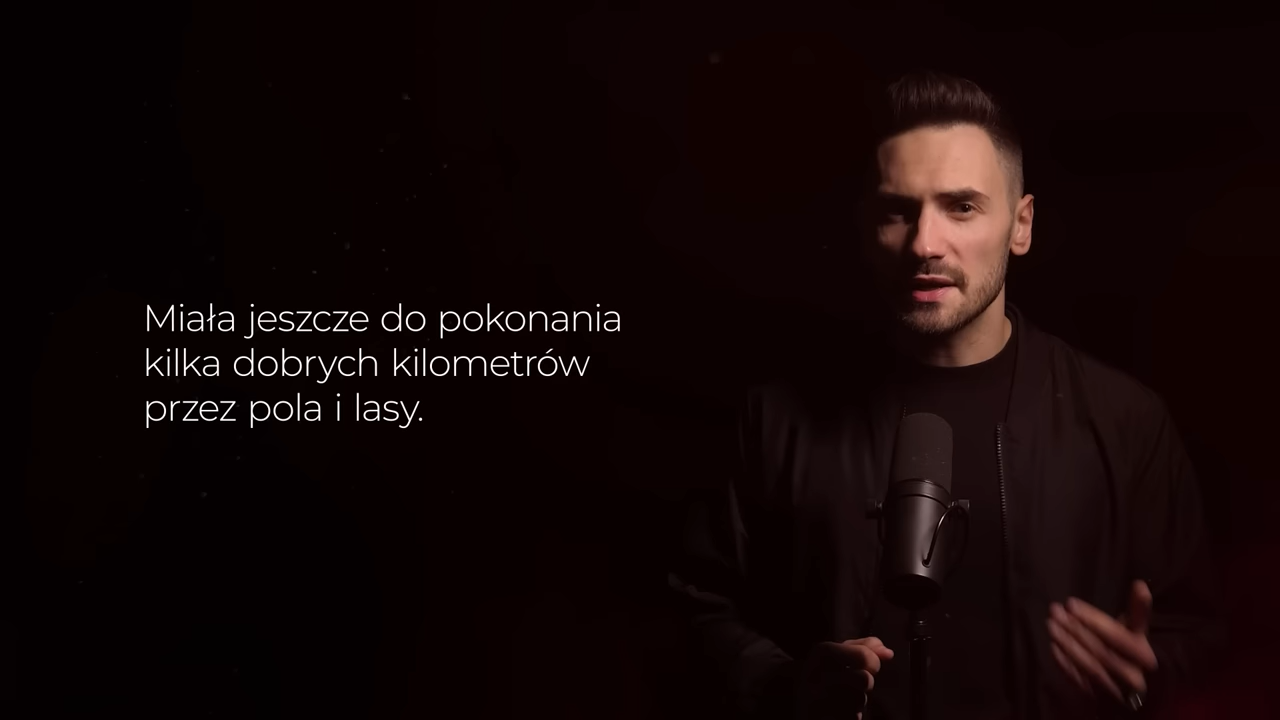 Miała jeszcze do pokonania
kilka dobrych kilometrów
przez pola i lasy.